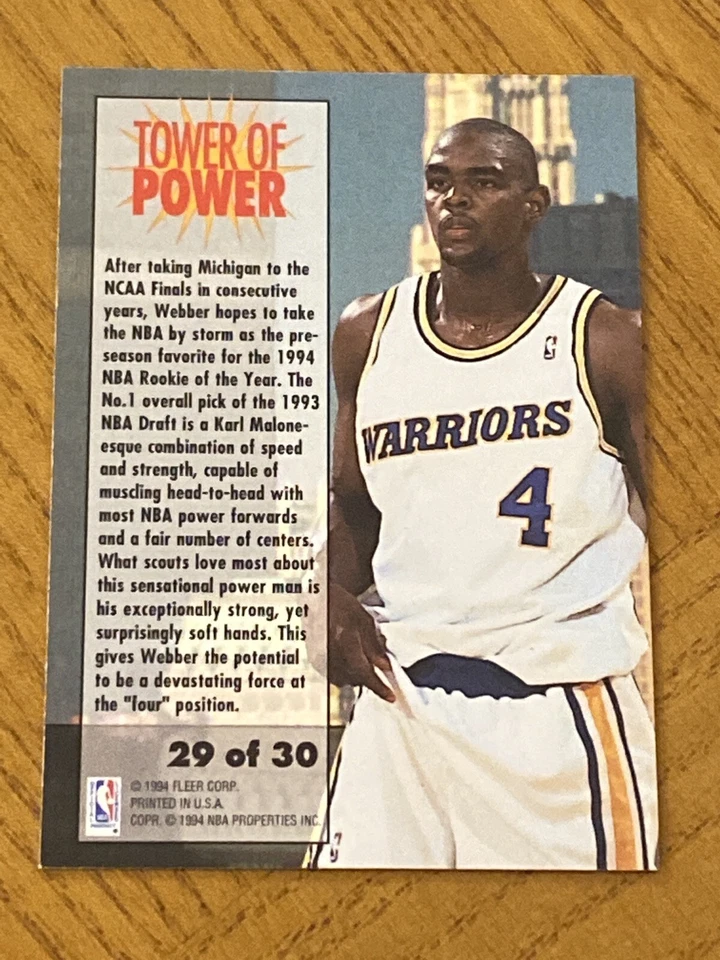 TOWER OF
POWER
After taking Michigan to the
NCAA Finals in consecutive
years, Webber hopes to take
the NBA by storm as the pre-
season favorite for the 1994
NBA Rookie of the Year. The
No.1 overall pick of the 1993
NBA Draft is a Karl Malone-
esque combination of speed
and strength, capable of
muscling head-to-head with
most NBA power forwards
and a fair number of centers.
What scouts love most about
this sensational power man is
his exceptionally strong, yet
surprisingly soft hands. This
gives Webber the potential
to be a devastating force at
the "four" position.
29 of 30
© 1994 FLEER CORP.
PRINTED IN U.S.A.
COPR. © 1994 NBA PROPERTIES INC.
NBA
WARRIORS
4